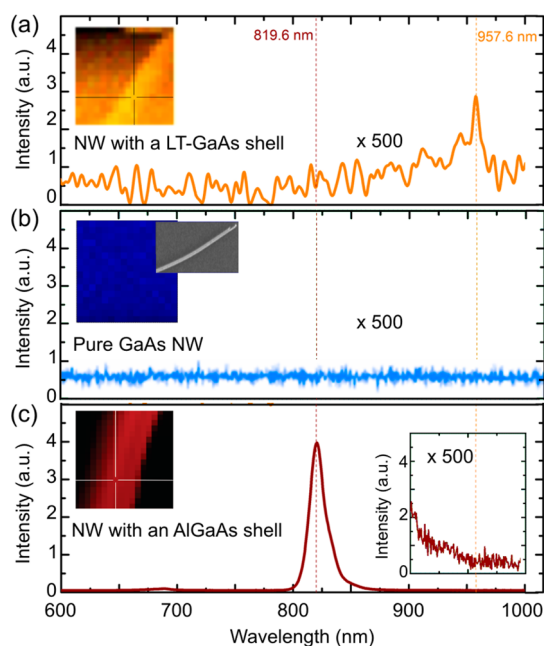 (a)
819.6 nm
957.6 nm
5
4
3
2
1
0
Intensity (a.u.)
x 500
NW with a LT-GaAs shell
(b)
5
4
3
2
1
0
Intensity (a.u.)
x 500
Pure GaAs NW
(c)
4
3
2
1
0
Intensity (a.u.)
NW with an AlGaAs shell
x 500
4
2
0
Intensity (a.u.)
600
700
800
900
1000
Wavelength (nm)